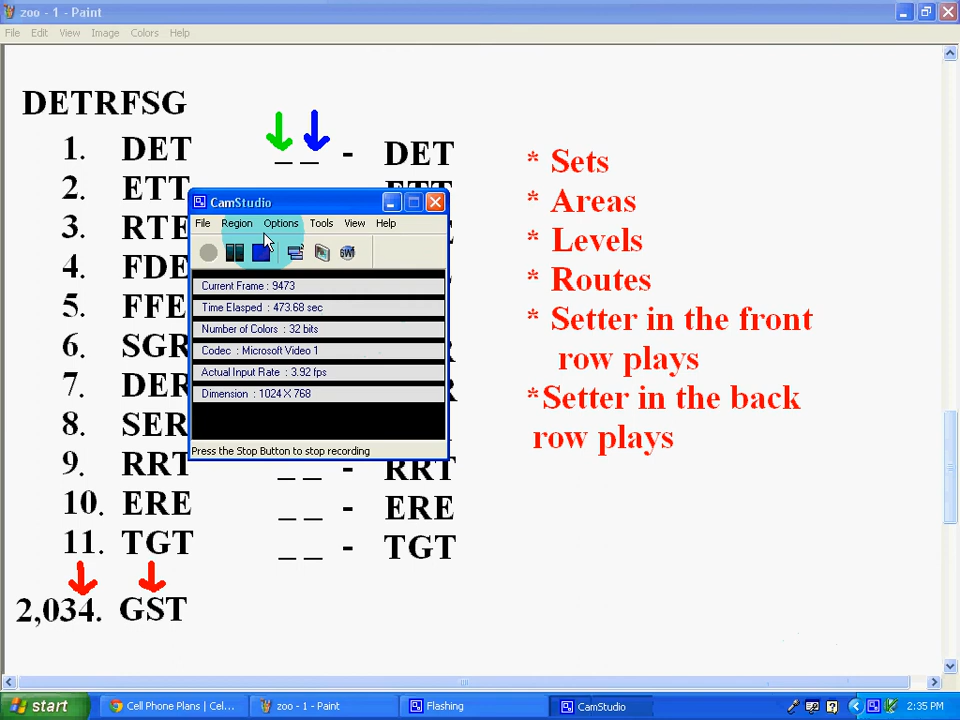 zoo - 1 - Paint
File Edit View Image Colors Help
DETRFSG
1. DET _ _ - DET
2. ETT
3. RTE
4. FDE
5. FFE
6. SGR
7. DER
8. SER
9. RRT _ _ - RRT
10. ERE _ _ - ERE
11. TGT _ _ - TGT
2,034. GST
* Sets
* Areas
* Levels
* Routes
* Setter in the front
row plays
*Setter in the back
row plays
CamStudio
File Region Options Tools View Help
Current Frame : 9473
Time Elasped : 473.68 sec
Number of Colors : 32 bits
Codec : Microsoft Video 1
Actual Input Rate : 3.92 fps
Dimension : 1024 X 768
Press the Stop Button to stop recording
start Cell Phone Plans | Cel... zoo - 1 - Paint Flashing CamStudio 2:35 PM